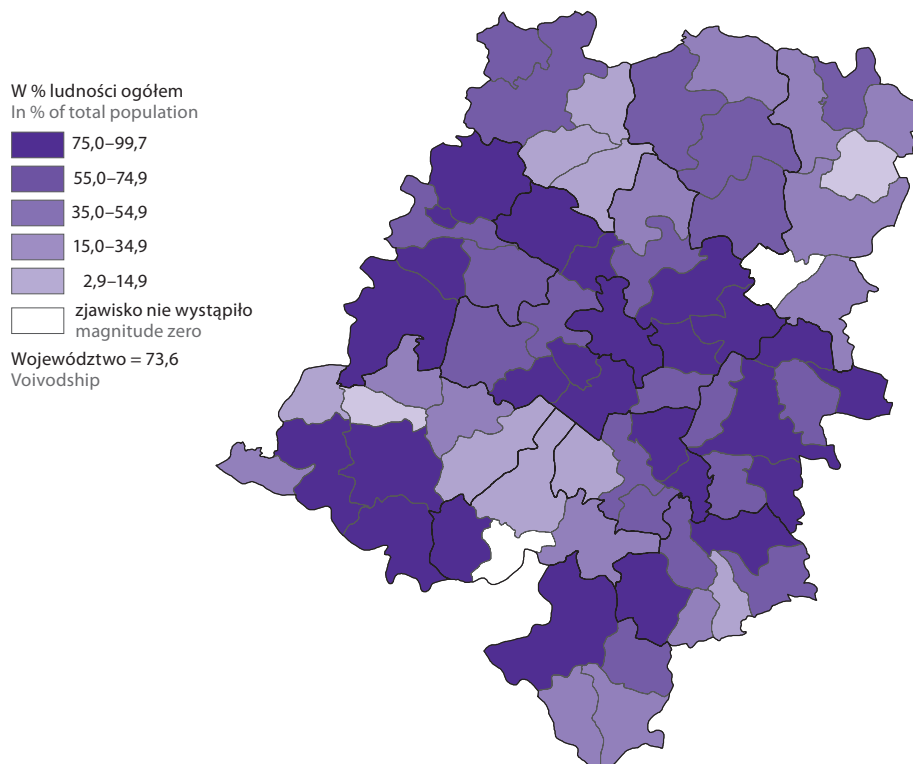 W % ludności ogółem
In % of total population
75,0–99,7
55,0–74,9
35,0–54,9
15,0–34,9
2,9–14,9
zjawisko nie wystąpiło
magnitude zero
Województwo = 73,6
Voivodship